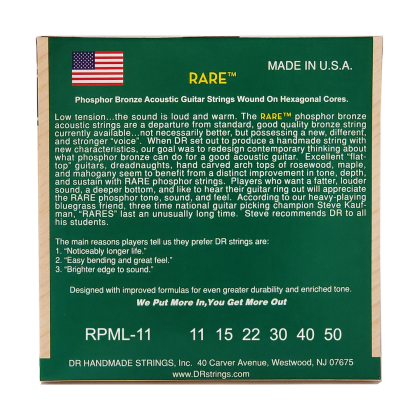 RARE™
MADE IN U.S.A.
Phosphor Bronze Acoustic Guitar Strings Wound On Hexagonal Cores.
Low tension...the sound is loud and warm. The RARE™ phosphor bronze
acoustic strings are a departure from standard, good quality bronze string
currently available...not necessarily better, but possessing a new, different,
and stronger “voice”. When DR set out to produce a handmade string with
new characteristics, our goal was to redesign contemporary thinking about
what phosphor bronze can do for a good acoustic guitar. Excellent “flat-
top” guitars, dreadnaughts, hand carved arch tops of rosewood, maple,
and mahogany seem to benefit from a distinct improvement in tone, depth,
and sustain with RARE phosphor strings. Players who want a fatter, louder
sound, a deeper bottom, and like to hear their guitar ring out will appreciate
the RARE phosphor tone, sound, and feel. According to our heavy-playing
bluegrass friend, three time national guitar picking champion Steve Kauf-
man, “RARES” last an unusually long time. Steve recommends DR to all
his students.
The main reasons players tell us they prefer DR strings are:
1. “Noticeably longer life.”
2. “Easy bending and great feel.”
3. “Brighter edge to sound.”
Designed with improved formulas for even greater durability and enriched tone.
We Put More In,You Get More Out
RPML-11 11 15 22 30 40 50
DR HANDMADE STRINGS, Inc. 40 Carver Avenue, Westwood, NJ 07675
www.DRstrings.com